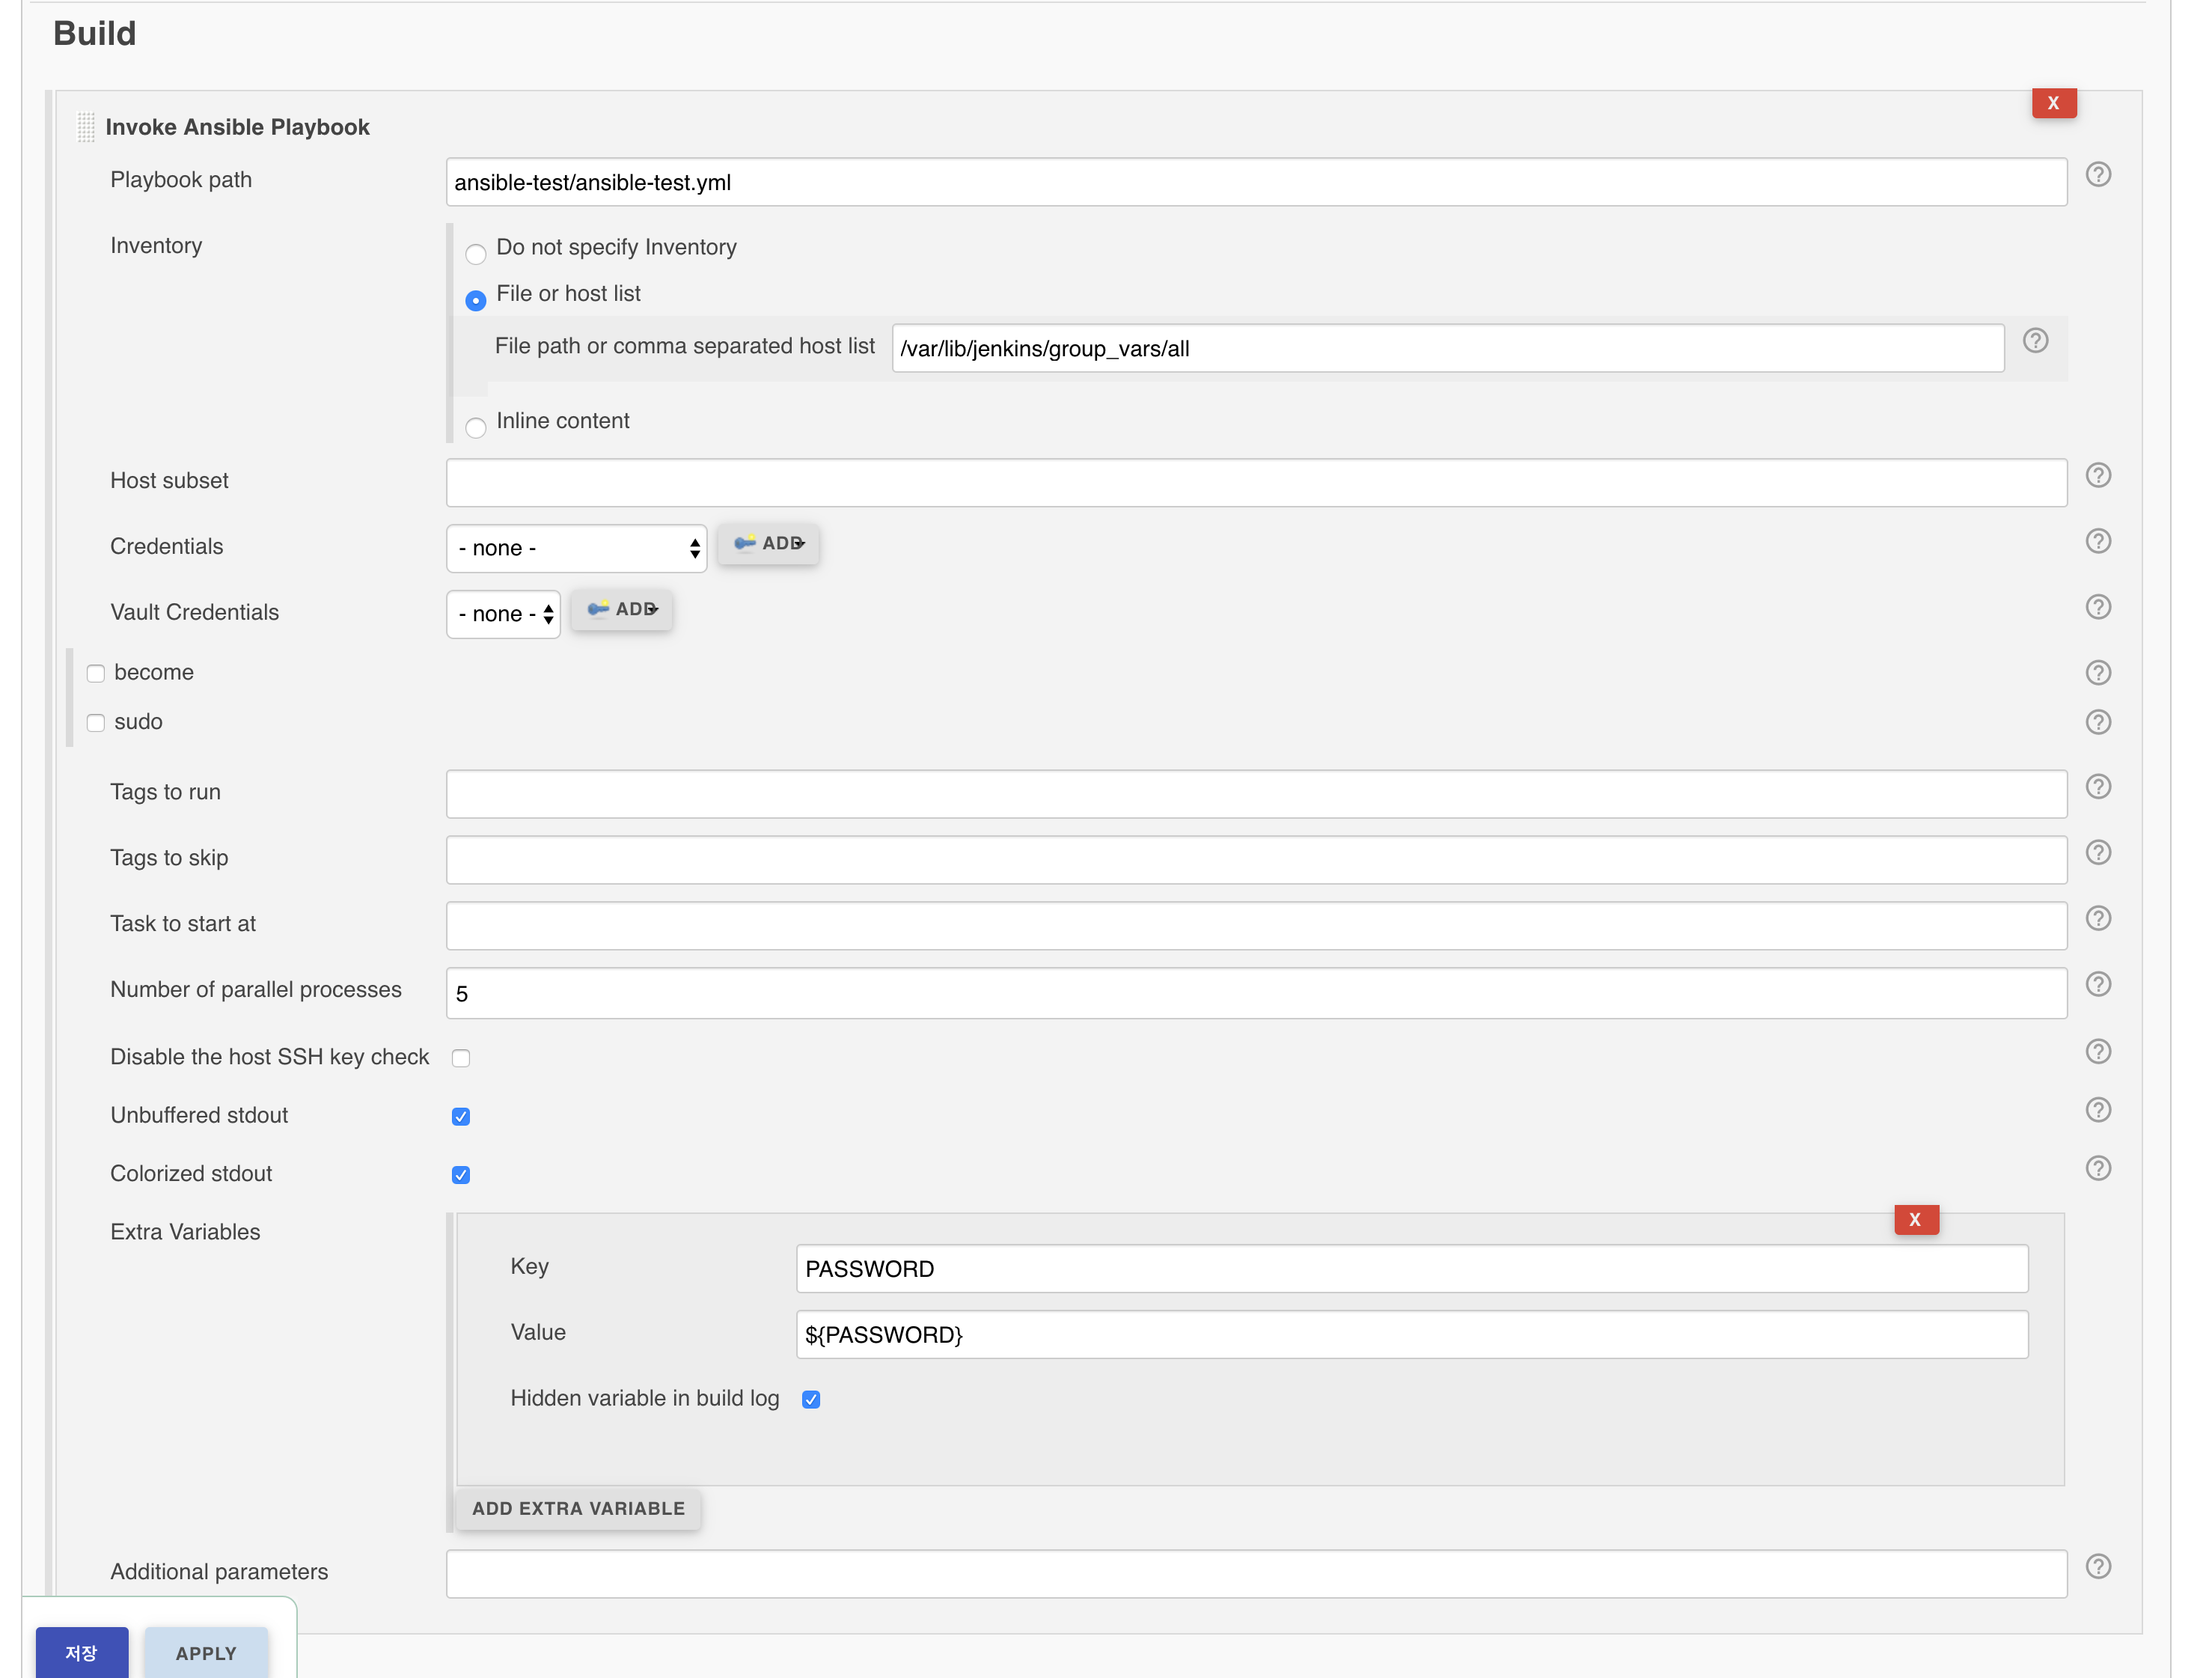 Build
X
Invoke Ansible Playbook
Playbook path
ansible-test/ansible-test.yml
Inventory
Do not specify Inventory
File or host list
File path or comma separated host list
/var/lib/jenkins/group_vars/all
Inline content
Host subset
Credentials
- none -
ADD
Vault Credentials
- none -
ADD
become
sudo
Tags to run
Tags to skip
Task to start at
Number of parallel processes
5
Disable the host SSH key check
Unbuffered stdout
Colorized stdout
Extra Variables
X
Key
PASSWORD
Value
${PASSWORD}
Hidden variable in build log
ADD EXTRA VARIABLE
Additional parameters
저장
APPLY